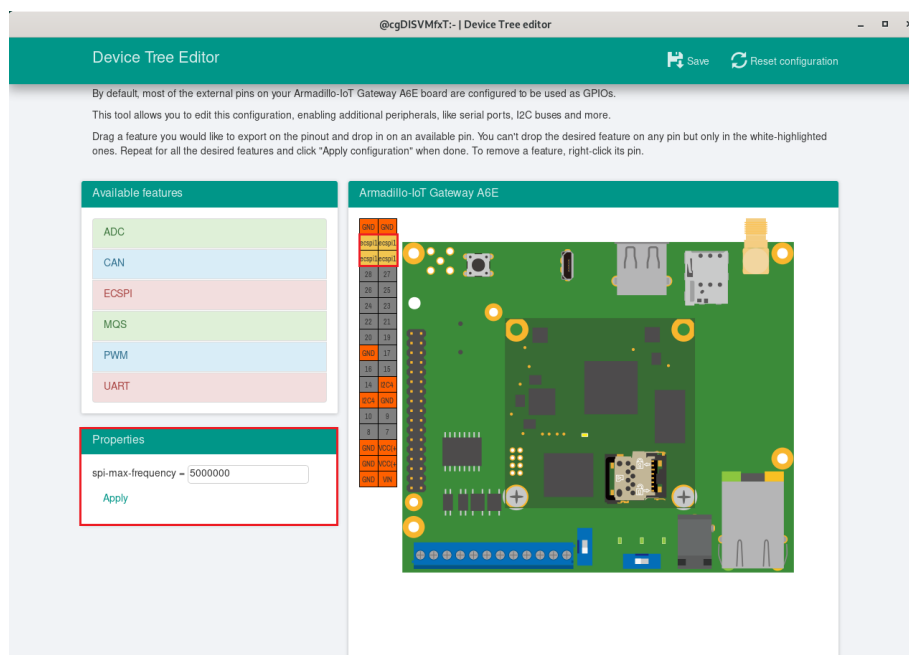 @cgDISVMfxT:- | Device Tree editor
Device Tree Editor
Save
Reset configuration
By default, most of the external pins on your Armadillo-IoT Gateway A6E board are configured to be used as GPIOs.
This tool allows you to edit this configuration, enabling additional peripherals, like serial ports, I2C buses and more.
Drag a feature you would like to export on the pinout and drop in on an available pin. You can't drop the desired feature on any pin but only in the white-highlighted
ones. Repeat for all the desired features and click "Apply configuration" when done. To remove a feature, right-click its pin.
Available features
ADC
CAN
ECSPI
MQS
PWM
UART
Properties
spi-max-frequency = 5000000
Apply
Armadillo-IoT Gateway A6E
GND GND
ecspi1 ecspi1
ecspi1 ecspi1
28 27
26 25
24 23
22 21
20 19
GND 17
16 15
14 I2C4
I2C4 GND
10 9
8 7
GND VCC(+
GND VCC(+
GND VIN